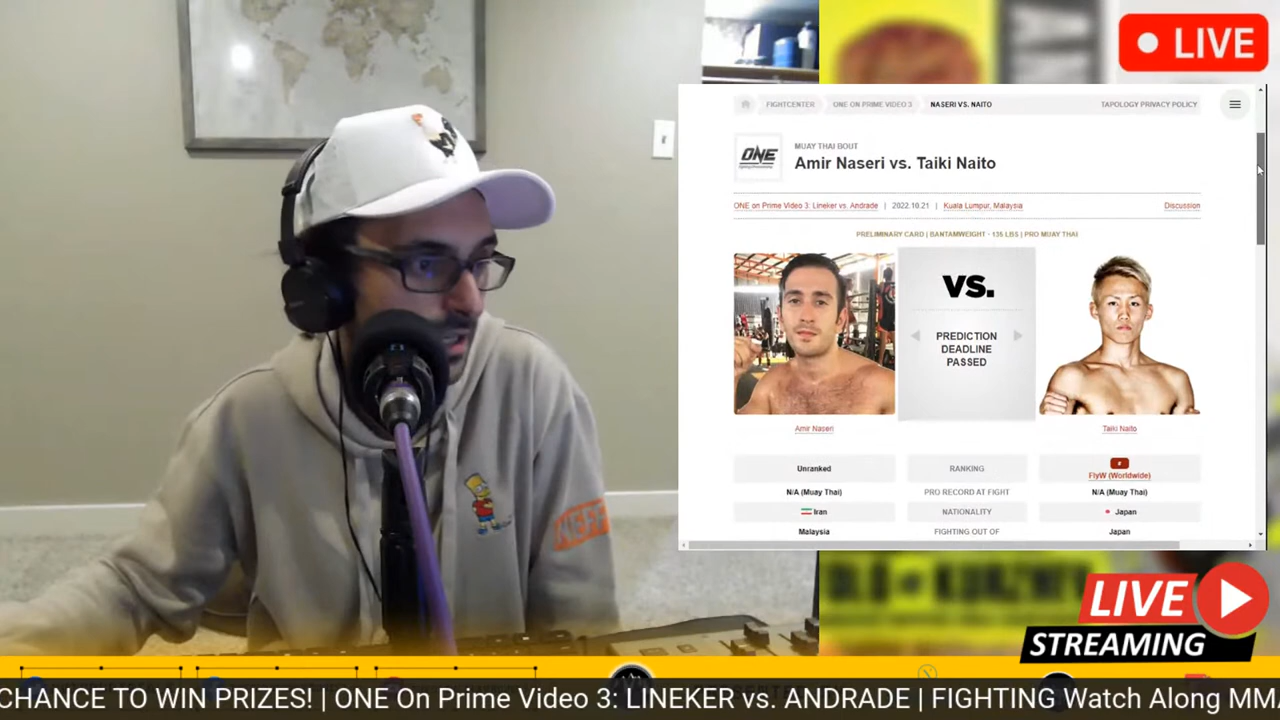 LIVE
FIGHTCENTER
ONE ON PRIME VIDEO 3
NASERI VS. NAITO
TAPOLOGY PRIVACY POLICY
ONE
MUAY THAI BOUT
Amir Naseri vs. Taiki Naito
ONE on Prime Video 3: Lineker vs. Andrade | 2022.10.21 | Kuala Lumpur, Malaysia
Discussion
PRELIMINARY CARD | BANTAMWEIGHT · 135 LBS | PRO MUAY THAI
VS.
PREDICTION
DEADLINE
PASSED
Amir Naseri
Taiki Naito
Unranked
RANKING
FlyW (Worldwide)
N/A (Muay Thai)
PRO RECORD AT FIGHT
N/A (Muay Thai)
Iran
NATIONALITY
Japan
Malaysia
FIGHTING OUT OF
Japan
NEFF
LIVE
STREAMING
CHANCE TO WIN PRIZES! | ONE On Prime Video 3: LINEKER vs. ANDRADE | FIGHTING Watch Along MMA